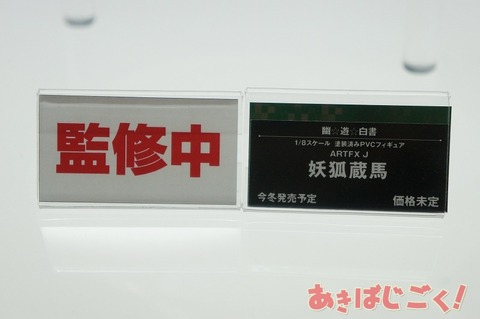 監修中
幽☆遊☆白書
1/8スケール 塗装済みPVCフィギュア
ARTFX J
妖狐蔵馬
今冬発売予定
価格未定
あきばじごく!